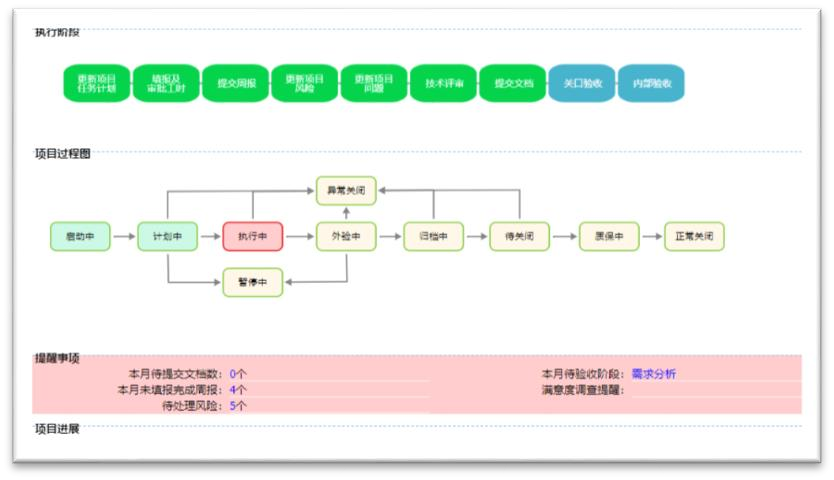 执行阶段
更新项目
任务计划
填报及
审批工时
提交周报
更新项目
风险
更新项目
问题
技术评审
提交文档
关口验收
内部验收
项目过程图
异常关闭
启动中
计划中
执行中
外验中
归档中
待关闭
质保中
正常关闭
暂停中
提醒事项
本月待提交文档数：0个
本月待验收阶段：需求分析
本月未填报完成周报：4个
满意度调查提醒：
待处理风险：5个
项目进展